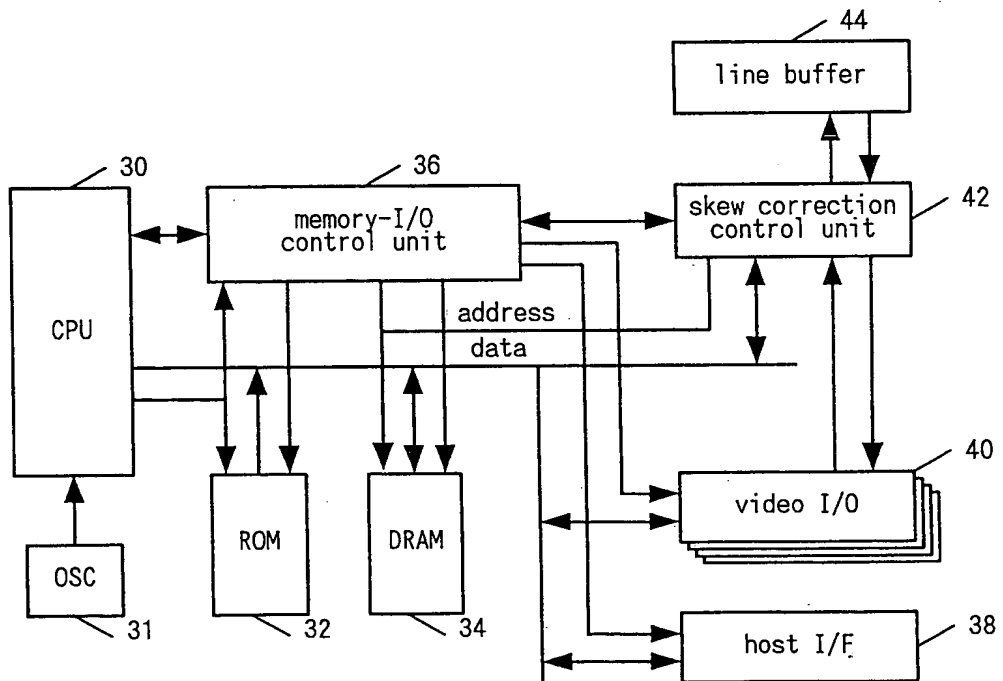 44
line buffer
30
36
CPU
memory-I/O
control unit
skew correction
control unit
42
address
data
OSC
31
ROM
32
DRAM
34
40
video I/O
host I/F
38